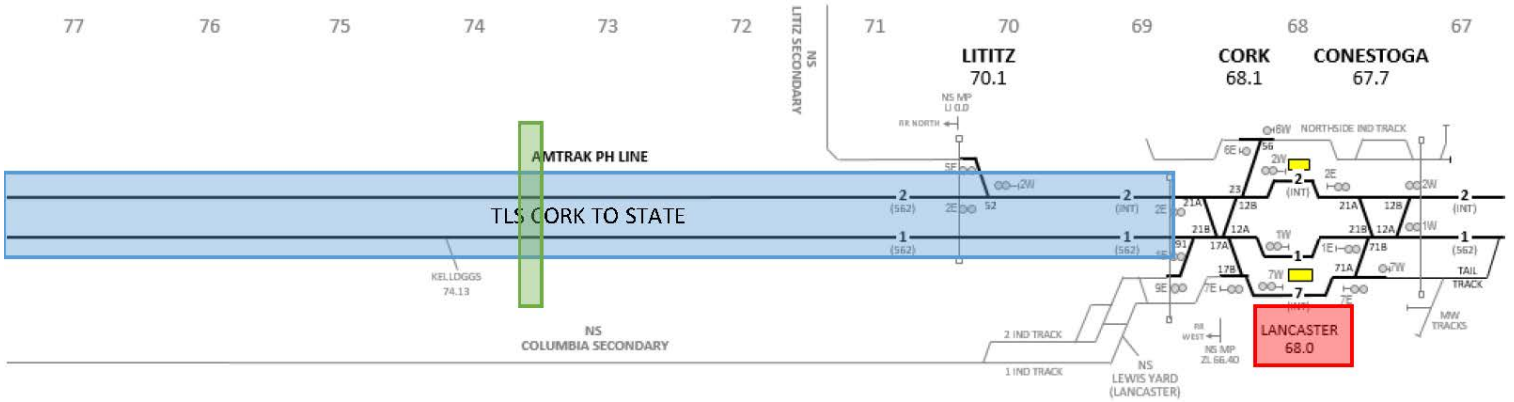 77 76 75 74 73 72 71 70 69 68 67
NS
LITIZ SECONDARY
LITITZ
70.1
CORK
68.1
CONESTOGA
67.7
NS MP
LI 0.0
RR NORTH
AMTRAK PH LINE
TLS CORK TO STATE
5E
2W
52
2E
2
(562)
2
(INT)
1
(562)
1
(562)
2E
21A
21B
91
1E
9E
23
12B
12A
17A
17B
7E
6W
6E
56
NORTHSIDE IND TRACK
2W
2
(INT)
2E
1W
1
1E
7W
7
(INT)
7E
21A
12B
21B
12A
71B
71A
2W
1W
7W
2
(INT)
1
(562)
TAIL
TRACK
MW
TRACKS
KELLOGGS
74.13
NS
COLUMBIA SECONDARY
2 IND TRACK
1 IND TRACK
NS
LEWIS YARD
(LANCASTER)
RR
WEST
NS MP
ZL 66.40
LANCASTER
68.0